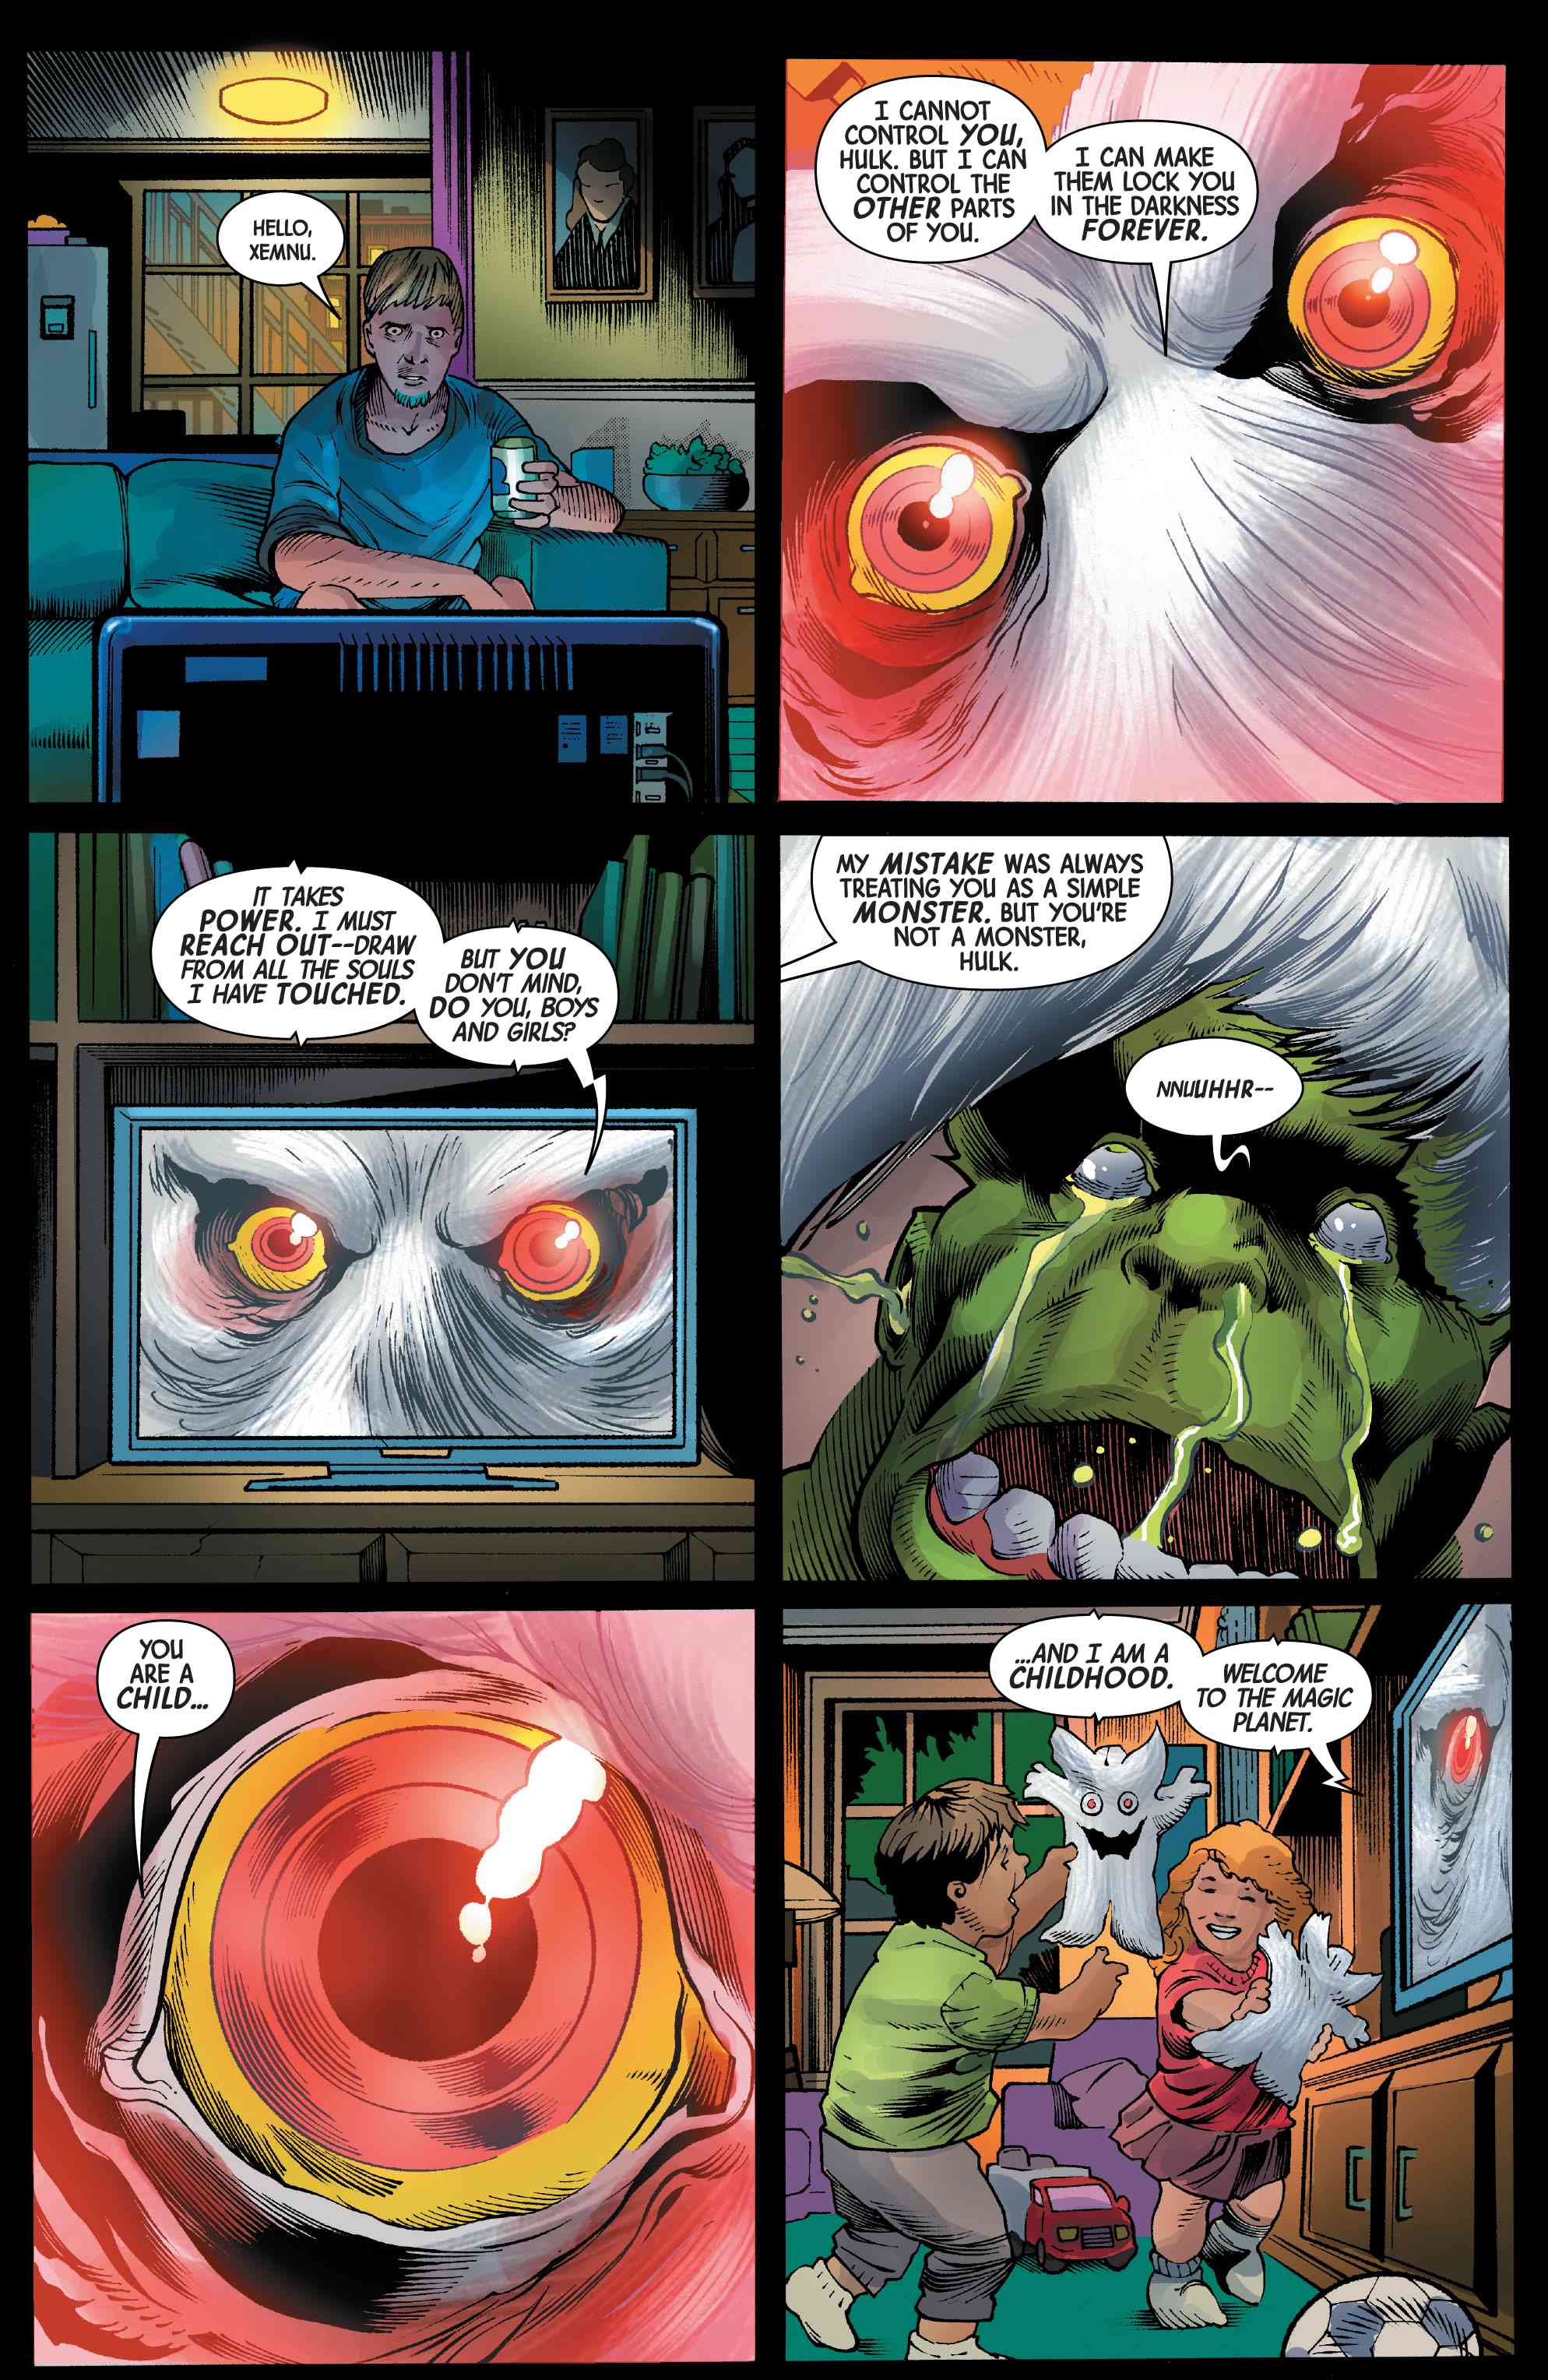 HELLO,
XEMNU.
I CANNOT
CONTROL YOU,
HULK. BUT I CAN
CONTROL THE
OTHER PARTS
OF YOU.
I CAN MAKE
THEM LOCK YOU
IN THE DARKNESS
FOREVER.
IT TAKES
POWER. I MUST
REACH OUT--DRAW
FROM ALL THE SOULS
I HAVE TOUCHED.
BUT YOU
DON'T MIND,
DO YOU, BOYS
AND GIRLS?
MY MISTAKE WAS ALWAYS
TREATING YOU AS A SIMPLE
MONSTER. BUT YOU'RE
NOT A MONSTER,
HULK.
NNUUHHR--
YOU
ARE A
CHILD...
...AND I AM A
CHILDHOOD.
WELCOME
TO THE MAGIC
PLANET.